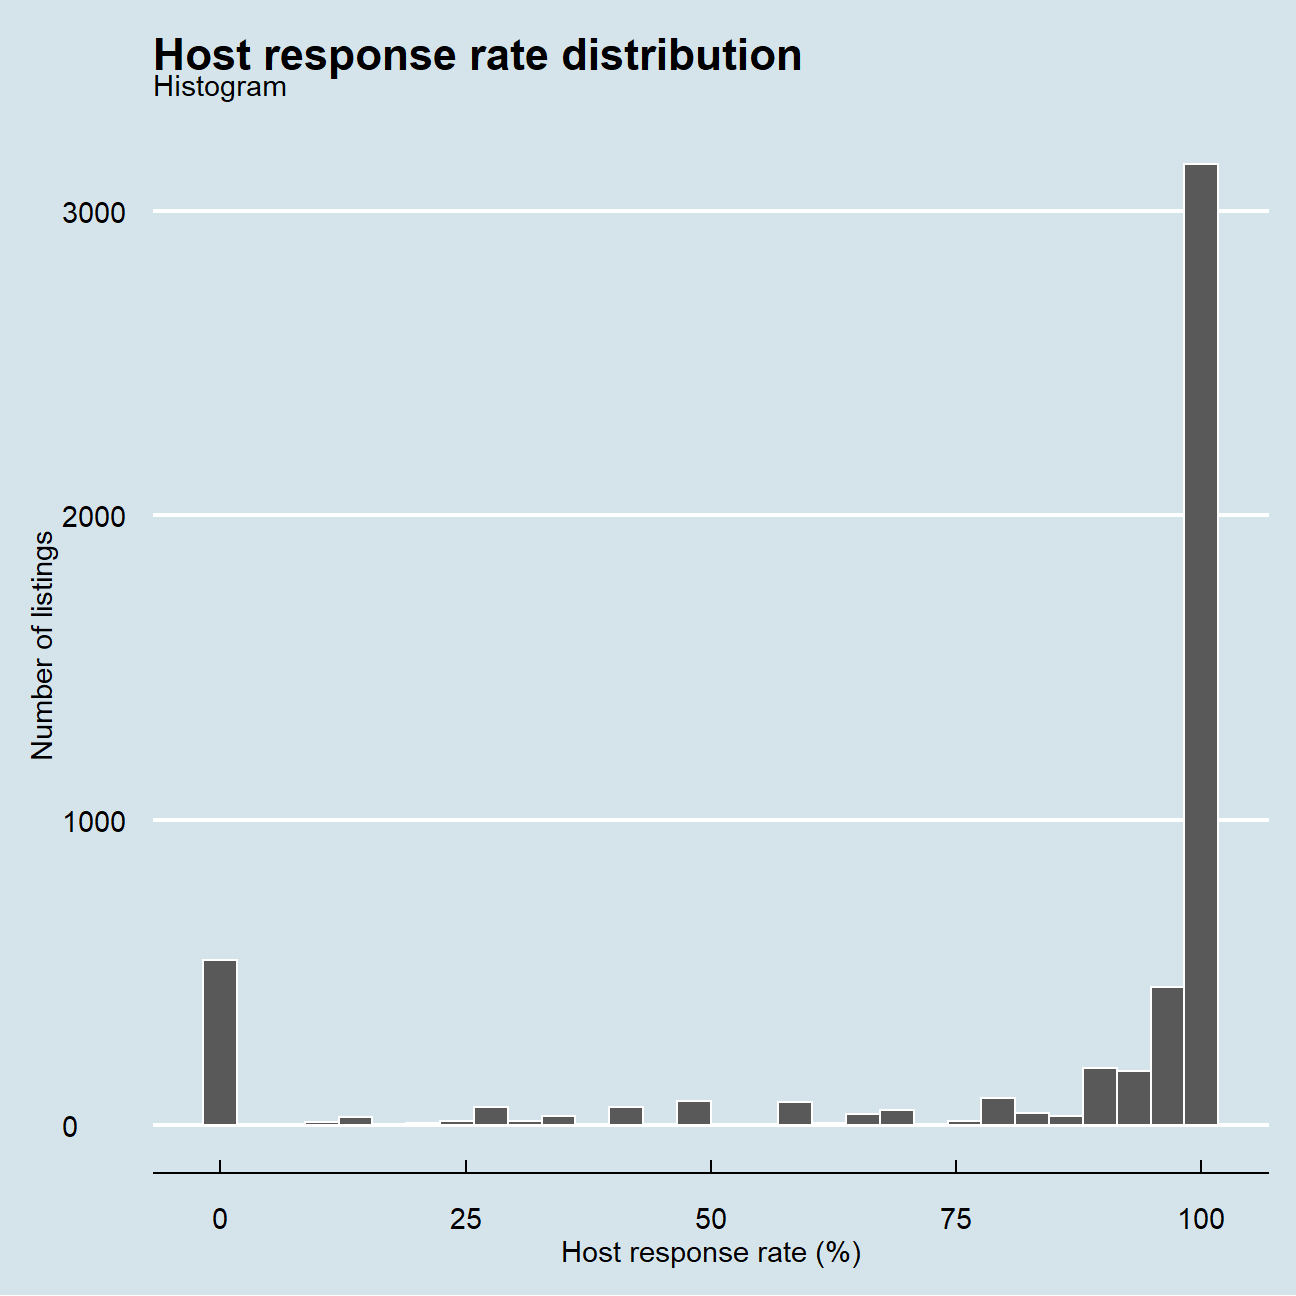 Host response rate distribution
Histogram
3000
2000
1000
0
Number of listings
0 25 50 75 100
Host response rate (%)